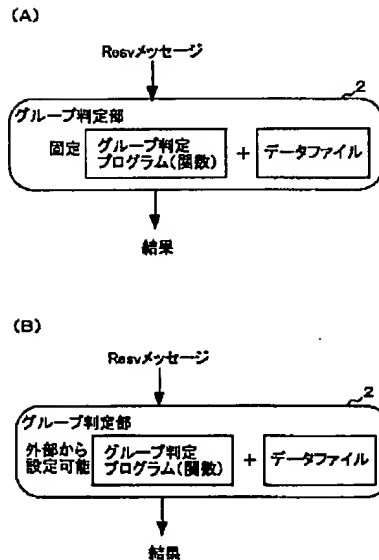 (A)
Resvメッセージ
2
グループ判定部
固定
グループ判定
プログラム(関数)
+
データファイル
結果
(B)
Resvメッセージ
2
グループ判定部
外部から
設定可能
グループ判定
プログラム(関数)
+
データファイル
結果